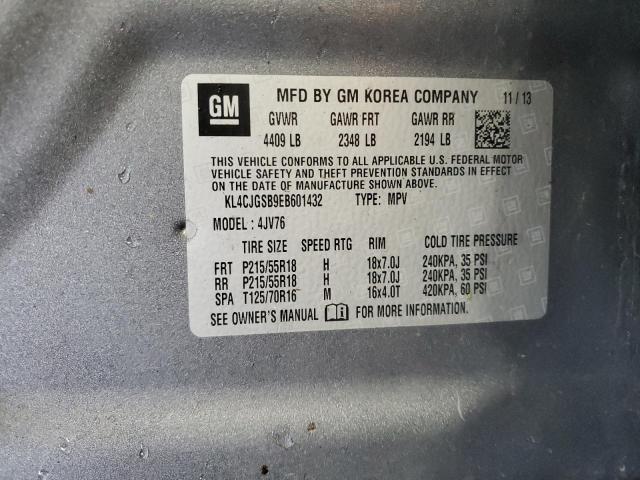 GM MFD BY GM KOREA COMPANY 11 / 13
GVWR GAWR FRT GAWR RR
4409 LB 2348 LB 2194 LB
THIS VEHICLE CONFORMS TO ALL APPLICABLE U.S. FEDERAL MOTOR
VEHICLE SAFETY AND THEFT PREVENTION STANDARDS IN EFFECT
ON THE DATE OF MANUFACTURE SHOWN ABOVE.
KL4CJGSB9EB601432 TYPE: MPV
MODEL : 4JV76
TIRE SIZE SPEED RTG RIM COLD TIRE PRESSURE
FRT P215/55R18 H 18x7.0J 240KPA, 35 PSI
RR P215/55R18 H 18x7.0J 240KPA, 35 PSI
SPA T125/70R16 M 16x4.0T 420KPA, 60 PSI
SEE OWNER'S MANUAL i FOR MORE INFORMATION